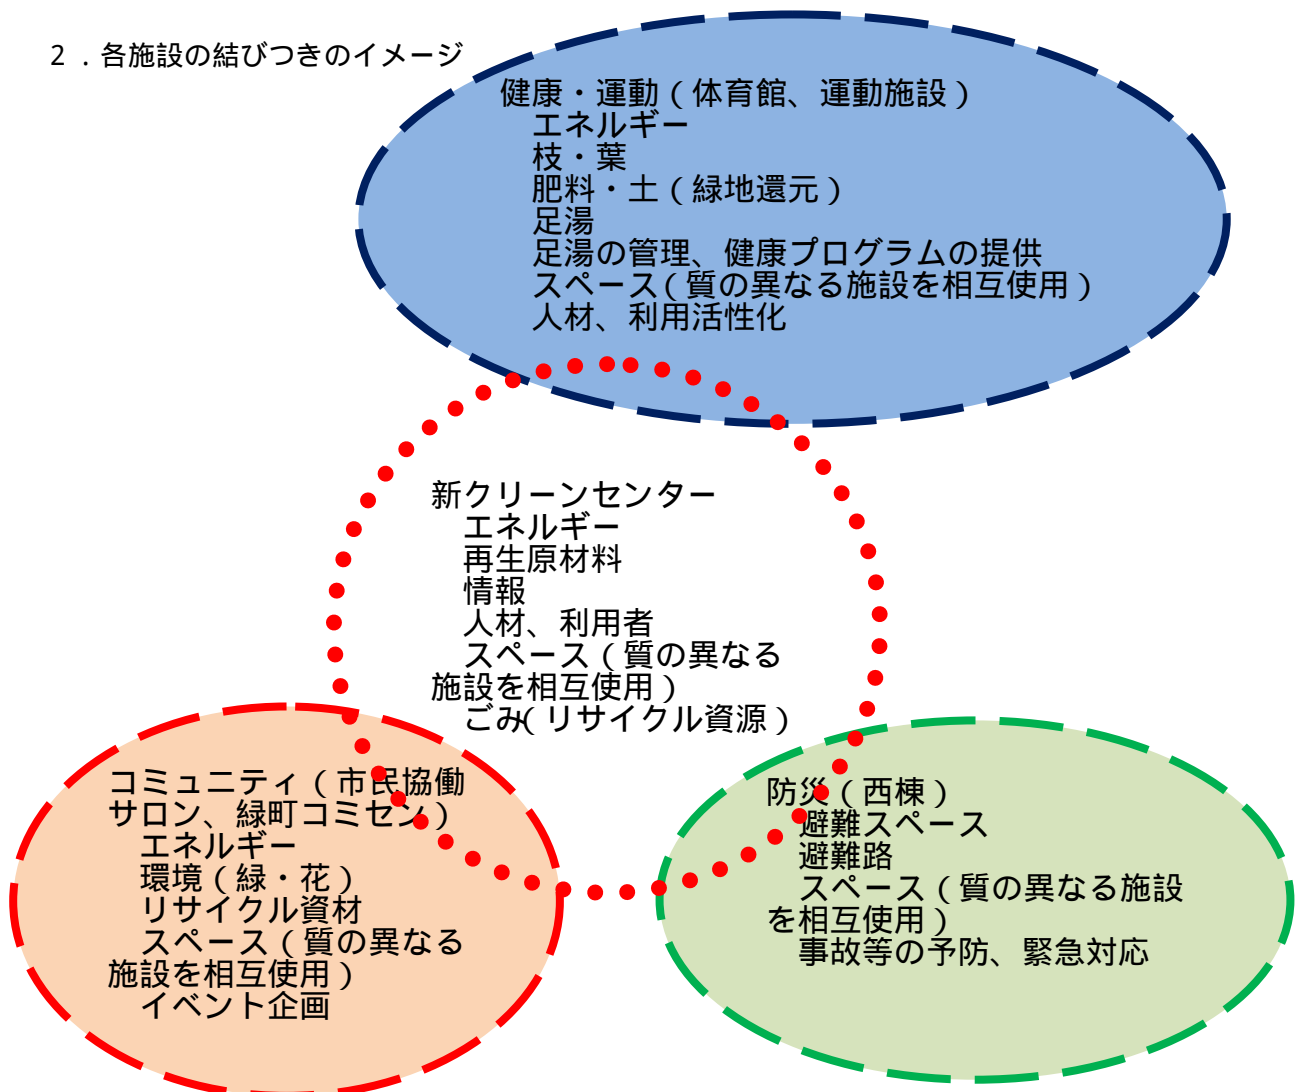 ２．各施設の結びつきのイメージ
健康・運動（体育館、運動施設）
エネルギー
枝・葉
肥料・土（緑地還元）
足湯
足湯の管理、健康プログラムの提供
スペース（質の異なる施設を相互使用）
人材、利用活性化
新クリーンセンター
エネルギー
再生原材料
情報
人材、利用者
スペース（質の異なる
施設を相互使用）
ごみ（リサイクル資源）
コミュニティ（市民協働
サロン、緑町コミセン）
エネルギー
環境（緑・花）
リサイクル資材
スペース（質の異なる
施設を相互使用）
イベント企画
防災（西棟）
避難スペース
避難路
スペース（質の異なる施設
を相互使用）
事故等の予防、緊急対応